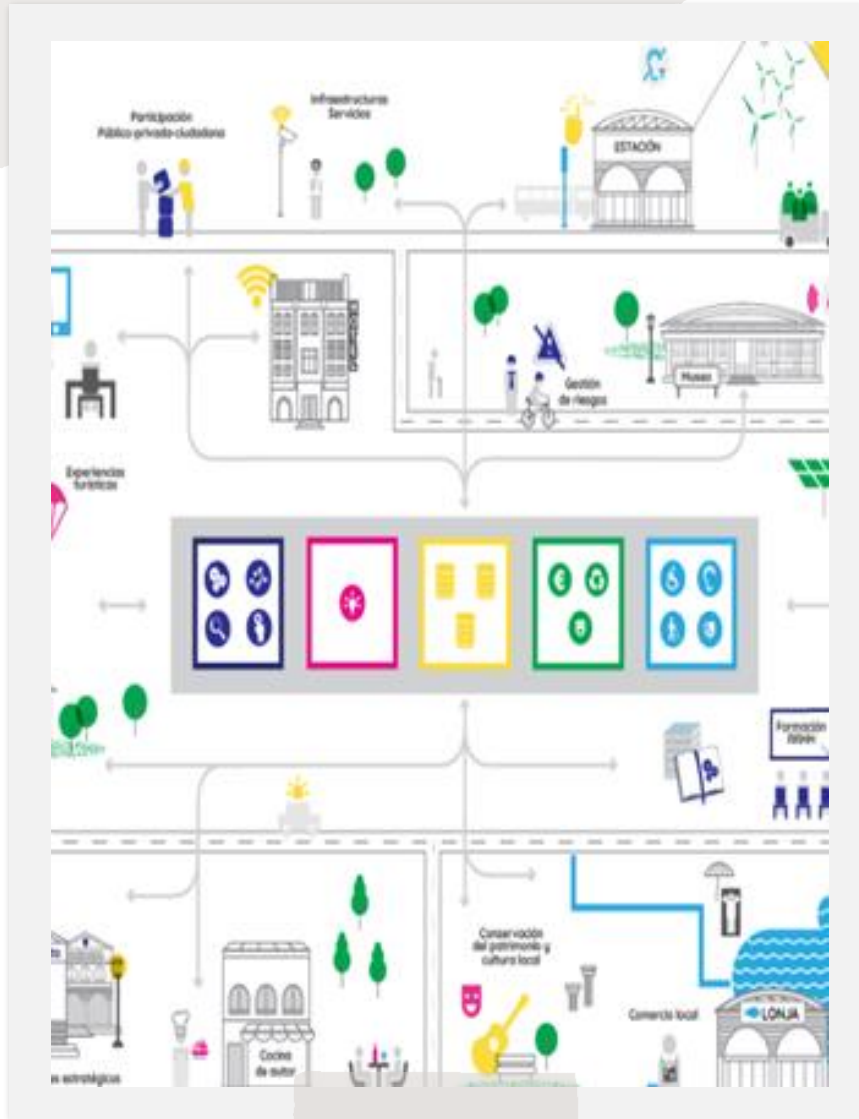 Participación
Público-privada-ciudadana
Infraestructuras
Servicios
ESTACIÓN
Gestión
de riesgos
Museo
Experiencias
turísticas
Formación
Conservación
del patrimonio y
cultura local
Comercio local
LONJA
Cocina
de autor
estratégicos